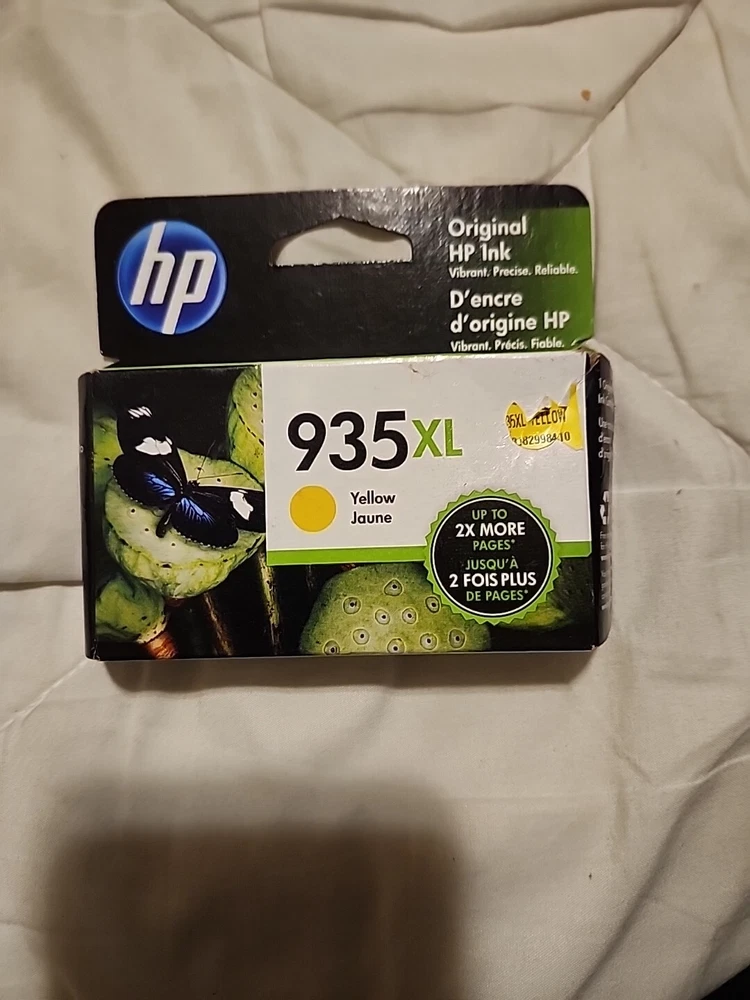 hp
Original
HP Ink
Vibrant. Precise. Reliable.
D'encre
d'origine HP
Vibrant. Précis. Fiable.
935XL
Yellow
Jaune
YELLOW
UP TO
2X MORE
PAGES*
JUSQU'À
2 FOIS PLUS
DE PAGES*